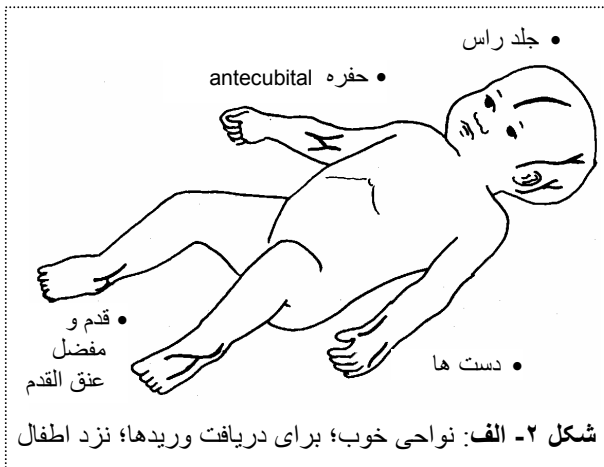 • جلد راس
• حفره antecubital
• قدم و
مفضل
عنق القدم
• دست ها
شکل ۲- الف: نواحی خوب؛ برای دریافت وریدها؛ نزد اطفال